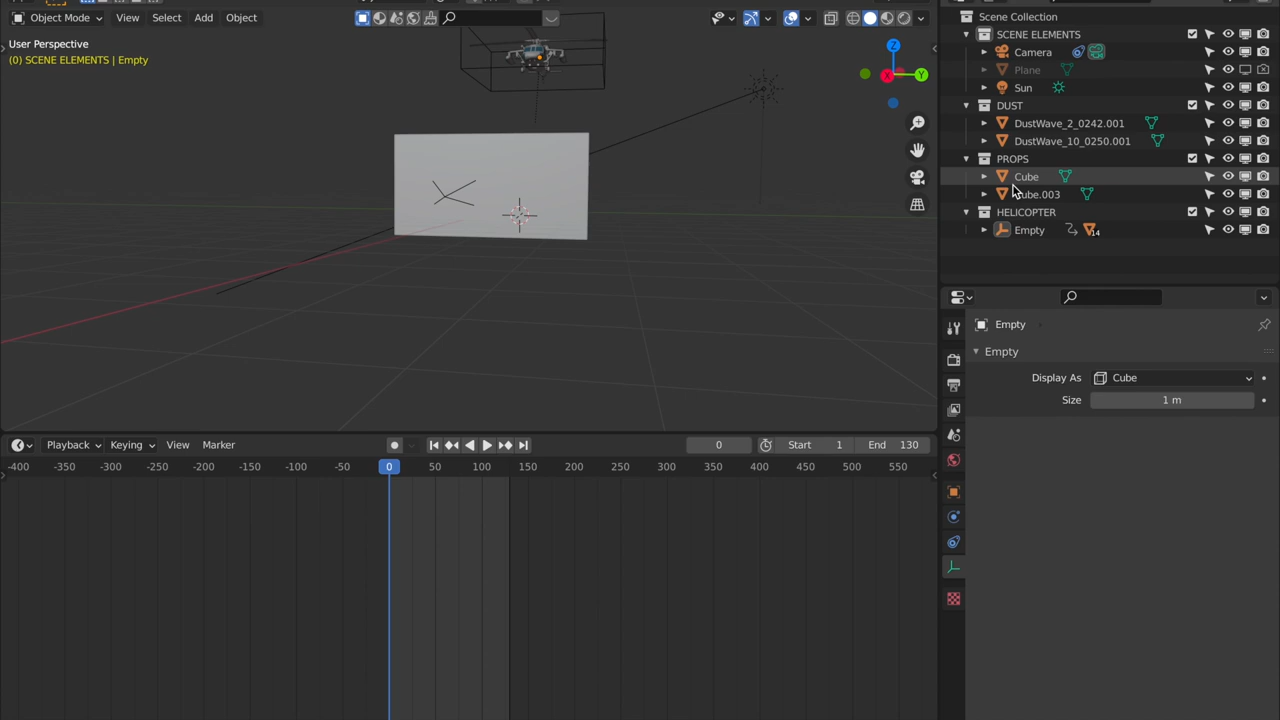 Object Mode View Select Add Object
User Perspective
(0) SCENE ELEMENTS | Empty
Z
X
Y
Scene Collection
SCENE ELEMENTS
Camera
Plane
Sun
DUST
DustWave_2_0242.001
DustWave_10_0250.001
PROPS
Cube
Cube.003
HELICOPTER
Empty 14
Empty
Empty
Display As Cube
Size 1 m
Playback Keying View Marker 0 Start 1 End 130
-400 -350 -300 -250 -200 -150 -100 -50 0 50 100 150 200 250 300 350 400 450 500 550